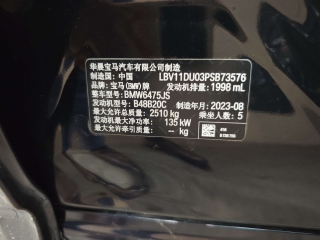 华晨宝马汽车有限公司制造
制造国：中国 LBV11DU03PSB73576
品牌：宝马(BMW)牌 发动机排量：1998 mL
整车型号：BMW6475JS
发动机型号：B48B20C 制造年月：2023-08
最大允许总质量：2510 kg 乘坐人数：5
发动机最大净功率：135 kW
最大允许牵引质量：-- kg